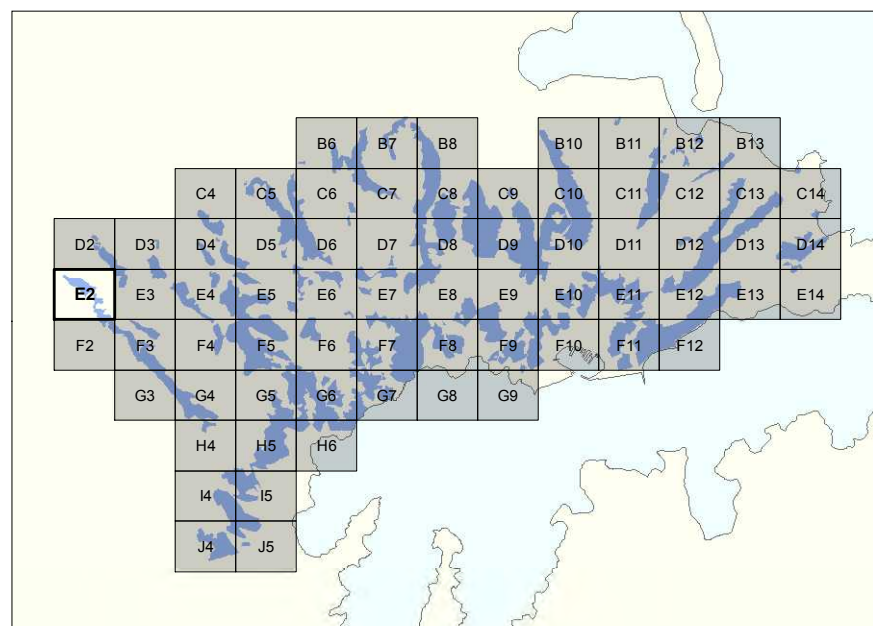 B6 B7 B8 B10 B11 B12 B13
C4 C5 C6 C7 C8 C9 C10 C11 C12 C13 C14
D2 D3 D4 D5 D6 D7 D8 D9 D10 D11 D12 D13 D14
E2 E3 E4 E5 E6 E7 E8 E9 E10 E11 E12 E13 E14
F2 F3 F4 F5 F6 F7 F8 F9 F10 F11 F12
G3 G4 G5 G6 G7 G8 G9
H4 H5 H6
I4 I5
J4 J5